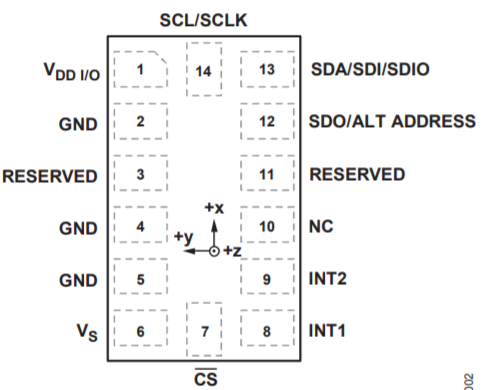 SCL/SCLK
VDD I/O 1 14 13 SDA/SDI/SDIO
GND 2 12 SDO/ALT ADDRESS
RESERVED 3 11 RESERVED
+x
GND 4 +y +z 10 NC
GND 5 9 INT2
VS 6 7 8 INT1
CS
002